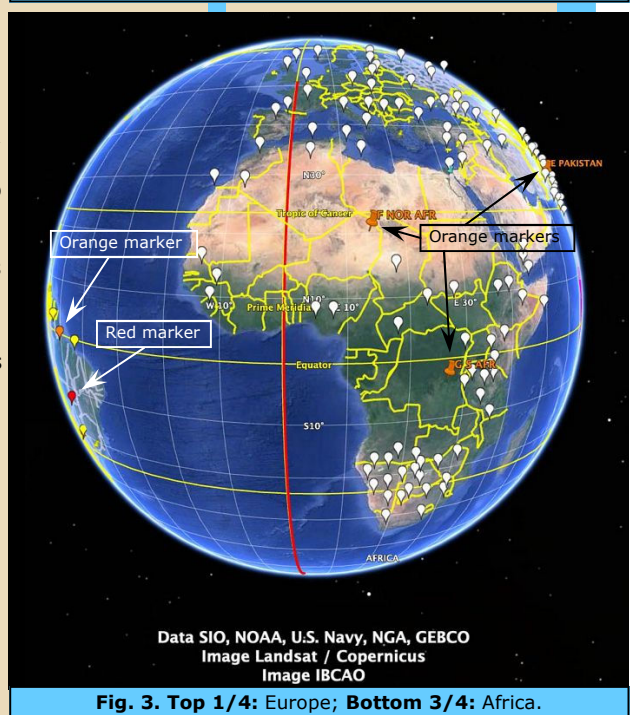 E PAKISTAN
N30°
Tropic of Cancer
F NOR AFR
Orange marker
Orange markers
W 10°
N10°
E 10°
E 30°
Prime Meridian
Red marker
Equator
G S AFR
S10°
AFRICA
Data SIO, NOAA, U.S. Navy, NGA, GEBCO
Image Landsat / Copernicus
Image IBCAO
Fig. 3. Top 1/4: Europe; Bottom 3/4: Africa.